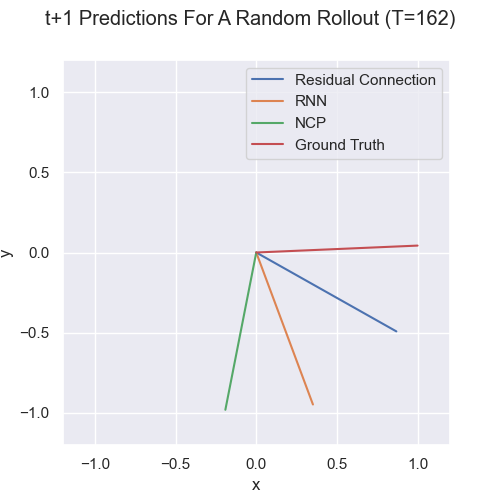 t+1 Predictions For A Random Rollout (T=162)
Residual Connection
RNN
NCP
Ground Truth
1.0
0.5
0.0
−0.5
−1.0
y
−1.0 −0.5 0.0 0.5 1.0
x